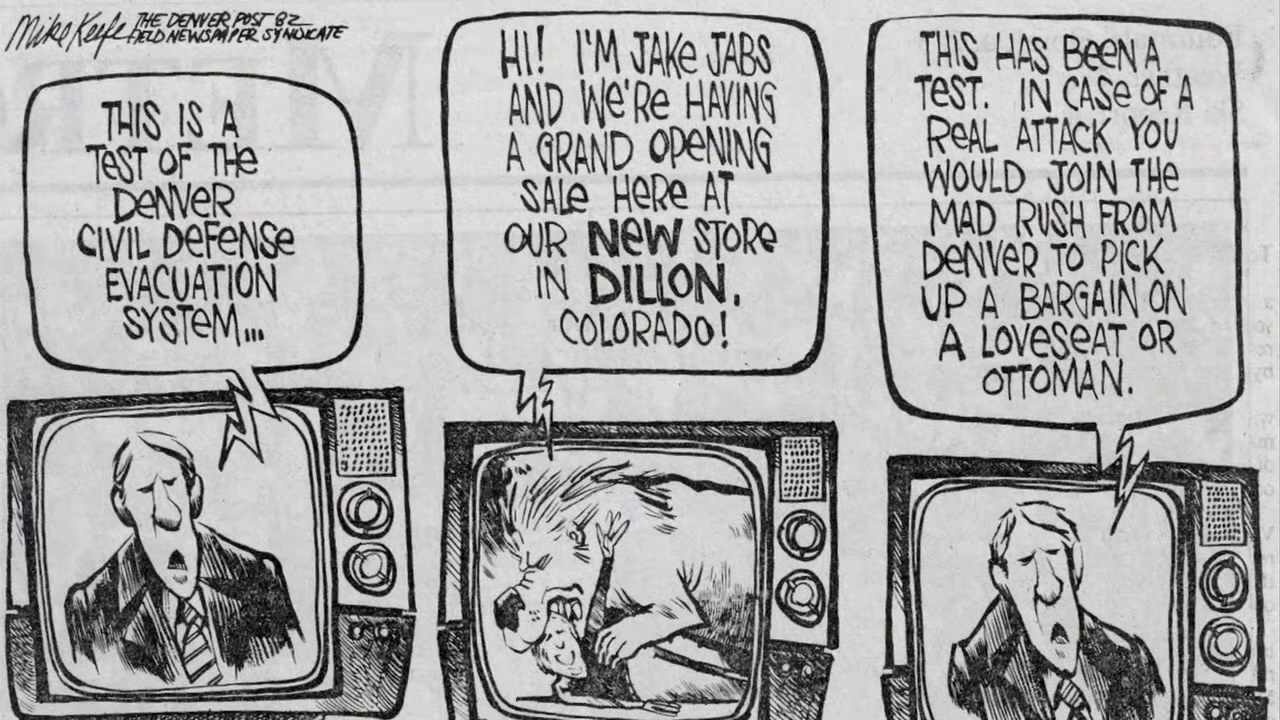 Mike Keefe THE DENVER POST 82
FIELD NEWSPAPER SYNDICATE
THIS IS A
TEST OF THE
DENVER
CIVIL DEFENSE
EVACUATION
SYSTEM...
HI! I'M JAKE JABS
AND WE'RE HAVING
A GRAND OPENING
SALE HERE AT
OUR NEW STORE
IN DILLON,
COLORADO!
THIS HAS BEEN A
TEST. IN CASE OF A
REAL ATTACK YOU
WOULD JOIN THE
MAD RUSH FROM
DENVER TO PICK
UP A BARGAIN ON
A LOVESEAT OR
OTTOMAN.